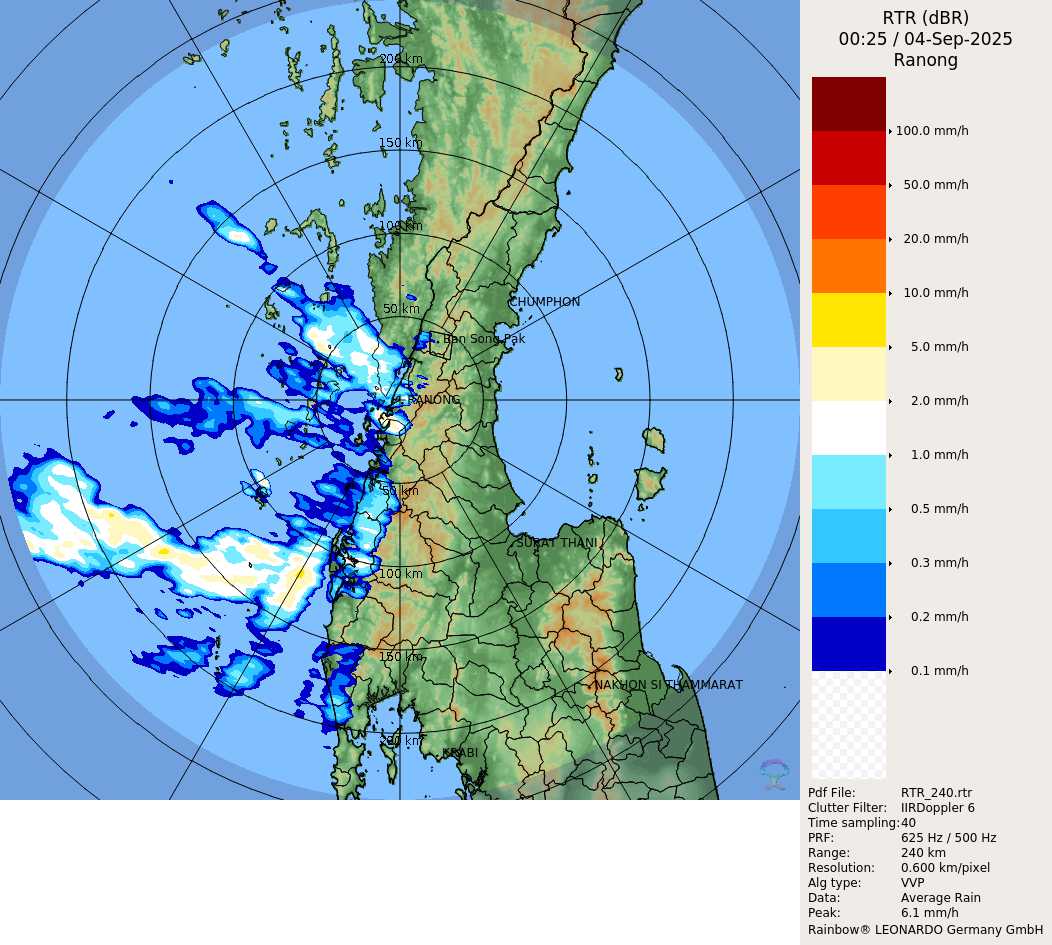 RTR (dBR)
00:25 / 04-Sep-2025
Ranong
100.0 mm/h
50.0 mm/h
20.0 mm/h
10.0 mm/h
5.0 mm/h
2.0 mm/h
1.0 mm/h
0.5 mm/h
0.3 mm/h
0.2 mm/h
0.1 mm/h
200 km
150 km
100 km
CHUMPHON
50 km
Ban Song Pak
RANONG
50 km
SURAT THANI
100 km
150 km
NAKHON SI THAMMARAT
200 km
KRABI
Pdf File: RTR_240.rtr
Clutter Filter: IIRDoppler 6
Time sampling: 40
PRF: 625 Hz / 500 Hz
Range: 240 km
Resolution: 0.600 km/pixel
Alg type: VVP
Data: Average Rain
Peak: 6.1 mm/h
Rainbow® LEONARDO Germany GmbH